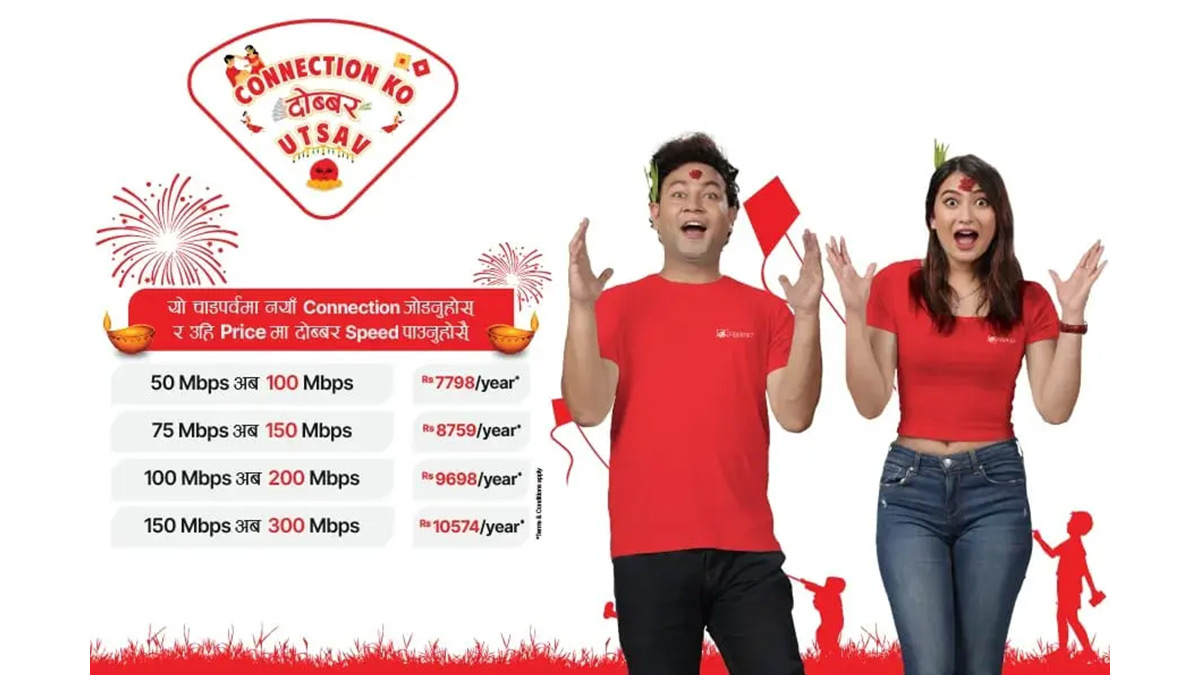 CONNECTION KO
दोब्बर
UTSAV
यो चाडपर्वमा नयाँ Connection जोडनुहोस्
र उहि Price मा दोब्बर Speed पाउनुहोसै
50 Mbps अब 100 Mbps
Rs 7798/year*
75 Mbps अब 150 Mbps
Rs 8759/year*
100 Mbps अब 200 Mbps
Rs 9698/year*
150 Mbps अब 300 Mbps
Rs 10574/year*
*Terms & Conditions apply